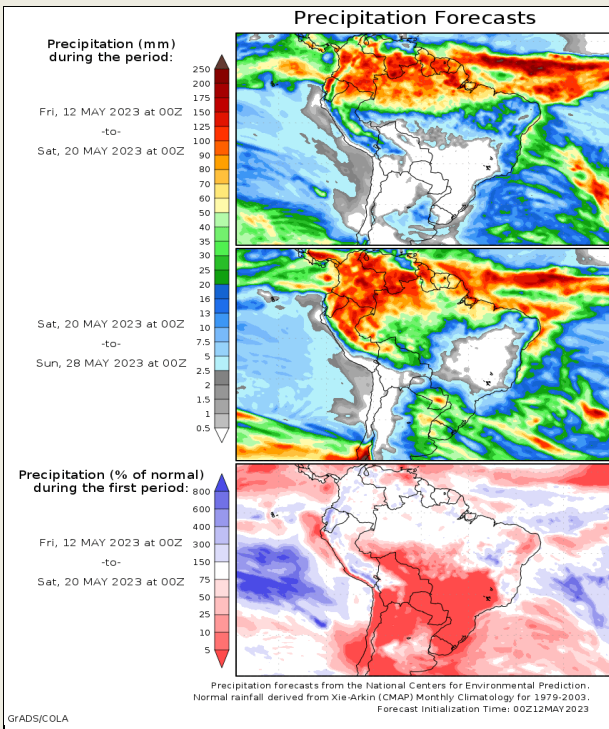 Precipitation Forecasts
Precipitation (mm)
during the period:
Fri, 12 MAY 2023 at 00Z
-to-
Sat, 20 MAY 2023 at 00Z
250
200
175
150
125
100
90
80
70
60
50
40
35
30
25
20
16
13
10
7.5
5
2.5
2
1.5
1
0.5
Sat, 20 MAY 2023 at 00Z
-to-
Sun, 28 MAY 2023 at 00Z
Precipitation (% of normal)
during the first period:
Fri, 12 MAY 2023 at 00Z
-to-
Sat, 20 MAY 2023 at 00Z
800
600
400
300
150
75
50
25
10
5
Precipitation forecasts from the National Centers for Environmental Prediction.
Normal rainfall derived from Xie-Arkin (CMAP) Monthly Climatology for 1979-2003.
Forecast Initialization Time: 00Z12MAY2023
GrADS/COLA